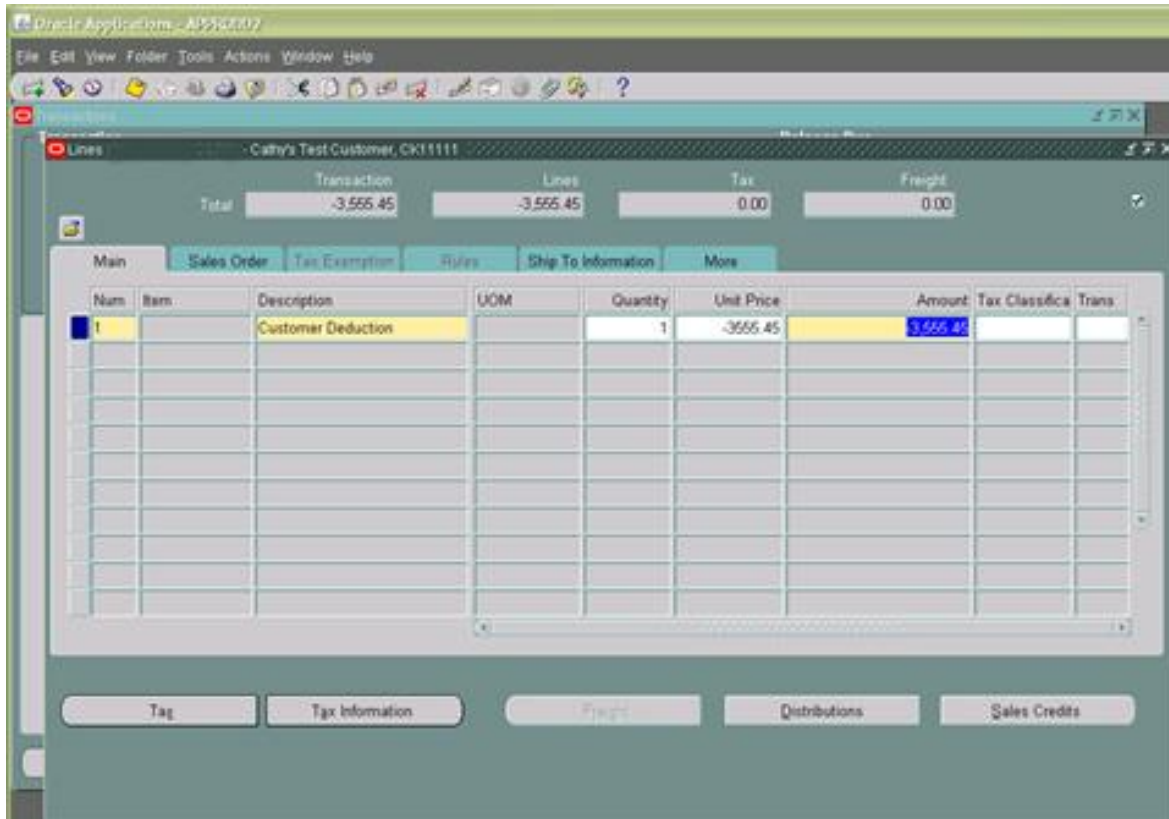 Oracle Applications -
File Edit View Folder Tools Actions Window Help
?
Transactions
Lines - Cathy's Test Customer, CK11111
Transaction Lines Tax Freight
Total -3,555.45 -3,555.45 0.00 0.00
Main Sales Order Tax Exemption Rules Ship To Information More
Num Item Description UOM Quantity Unit Price Amount Tax Classifica Trans
1 Customer Deduction 1 -3555.45 -3,555.45
Tax Information Freight Distributions Sales Credits